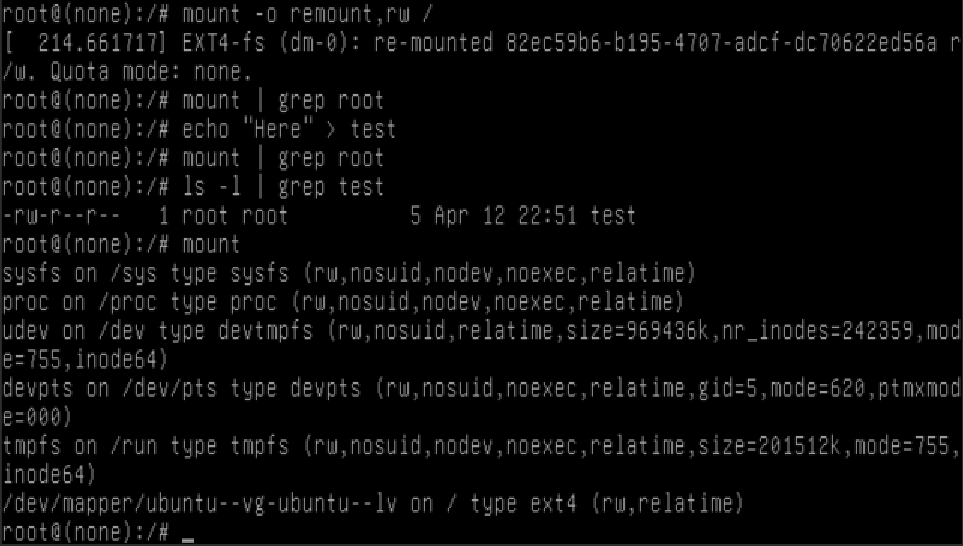 root@(none):/# mount -o remount,rw /
[  214.661717] EXT4-fs (dm-0): re-mounted 82ec59b6-b195-4707-adcf-dc70622ed56a r
/w. Quota mode: none.
root@(none):/# mount | grep root
root@(none):/# echo "Here" > test
root@(none):/# mount | grep root
root@(none):/# ls -l | grep test
-rw-r--r--   1 root root          5 Apr 12 22:51 test
root@(none):/# mount
sysfs on /sys type sysfs (rw,nosuid,nodev,noexec,relatime)
proc on /proc type proc (rw,nosuid,nodev,noexec,relatime)
udev on /dev type devtmpfs (rw,nosuid,relatime,size=969436k,nr_inodes=242359,mod
e=755,inode64)
devpts on /dev/pts type devpts (rw,nosuid,noexec,relatime,gid=5,mode=620,ptmxmod
e=000)
tmpfs on /run type tmpfs (rw,nosuid,nodev,noexec,relatime,size=201512k,mode=755,
inode64)
/dev/mapper/ubuntu--vg-ubuntu--lv on / type ext4 (rw,relatime)
root@(none):/# _